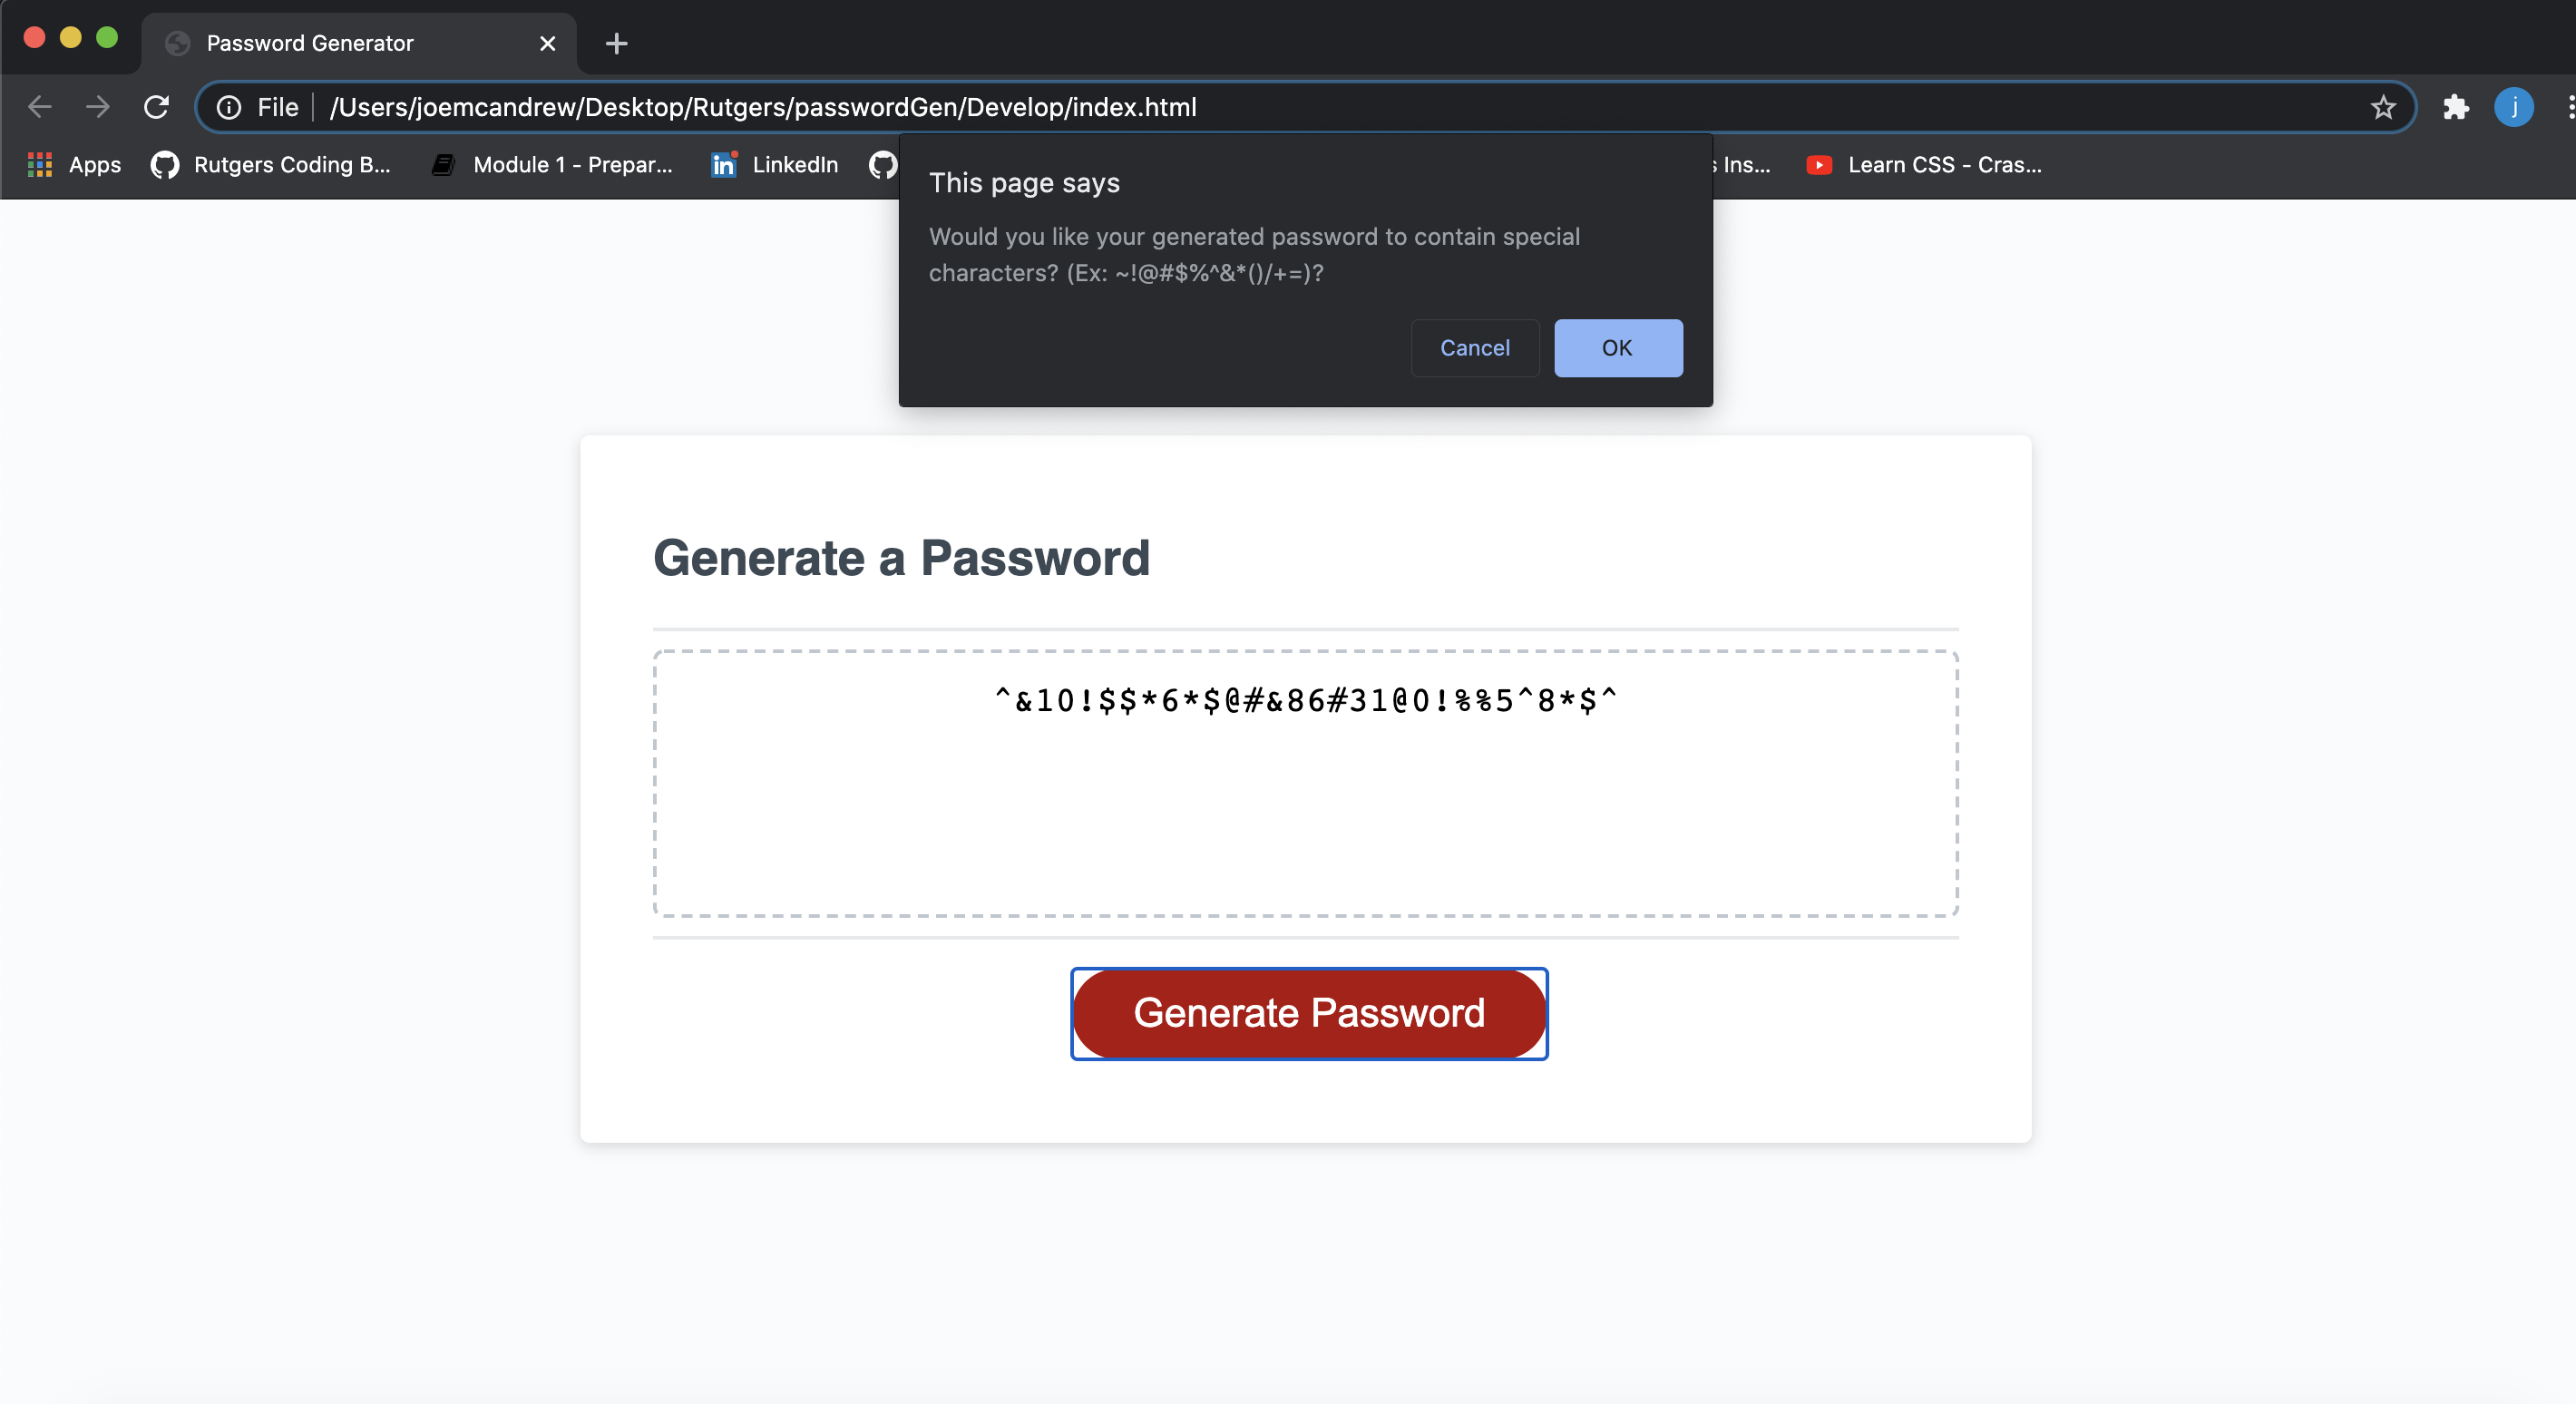 Password Generator
File /Users/joemcandrew/Desktop/Rutgers/passwordGen/Develop/index.html
j
Apps Rutgers Coding B... Module 1 - Prepar... in LinkedIn s Ins... Learn CSS - Cras...
This page says
Would you like your generated password to contain special
characters? (Ex: ~!@#$%^&*()/+=)?
Cancel OK
Generate a Password
^&10!$$*6*$@#&86#31@0!%%5^8*$^
Generate Password